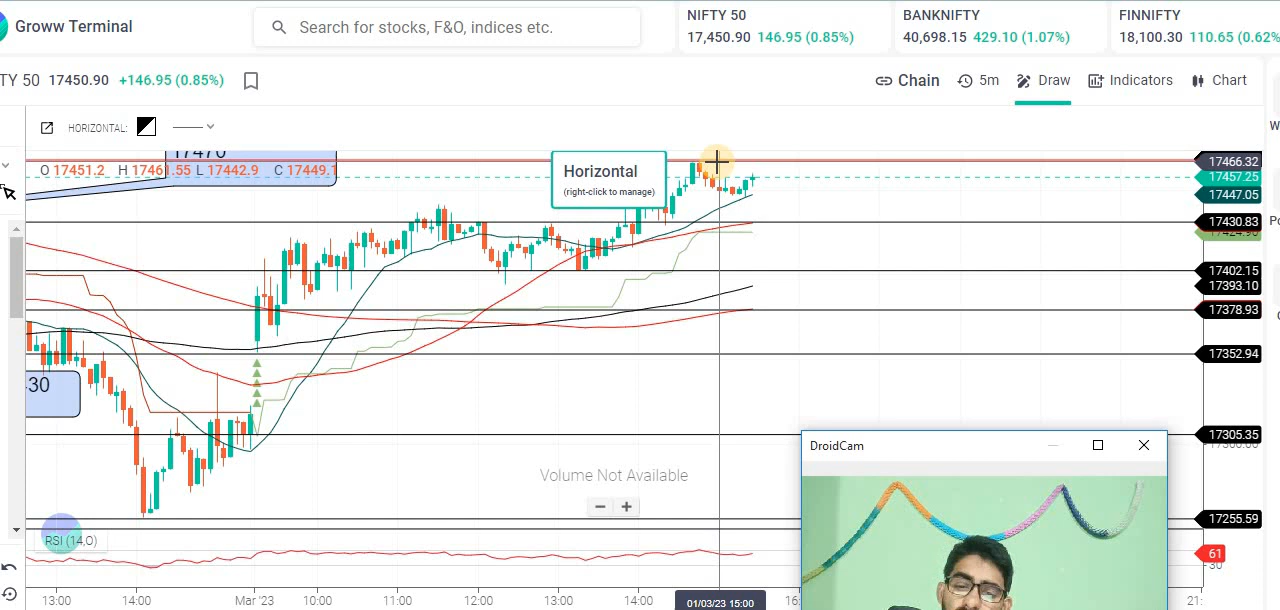 Groww Terminal
Search for stocks, F&O, indices etc.
NIFTY 50
17,450.90 146.95 (0.85%)
BANKNIFTY
40,698.15 429.10 (1.07%)
FINNIFTY
18,100.30 110.65 (0.62%
TY 50 17450.90 +146.95 (0.85%)
Chain
5m
Draw
Indicators
Chart
HORIZONTAL:
17470
O 17451.2 H 17461.55 L 17442.9 C 17449.1
Horizontal
(right-click to manage)
17466.32
17457.25
17447.05
17430.83
17402.15
17393.10
17378.93
17352.94
30
17305.35
Volume Not Available
DroidCam
17255.59
RSI (14.0)
61
30
13:00 14:00 Mar '23 10:00 11:00 12:00 13:00 14:00 01/03/23 15:00 16: 21: